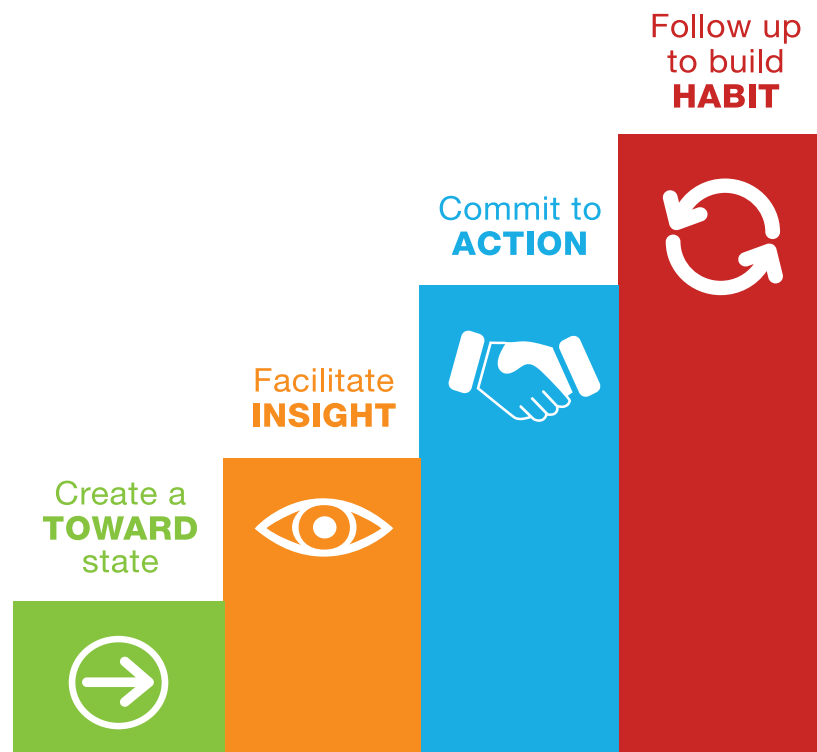 Create a
TOWARD
state
Facilitate
INSIGHT
Commit to
ACTION
Follow up
to build
HABIT